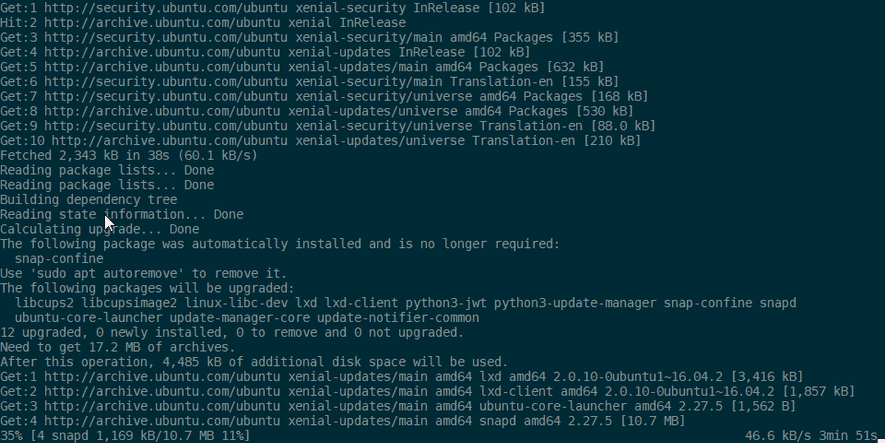 Get:1 http://security.ubuntu.com/ubuntu xenial-security InRelease [102 kB]
Hit:2 http://archive.ubuntu.com/ubuntu xenial InRelease
Get:3 http://security.ubuntu.com/ubuntu xenial-security/main amd64 Packages [355 kB]
Get:4 http://archive.ubuntu.com/ubuntu xenial-updates InRelease [102 kB]
Get:5 http://archive.ubuntu.com/ubuntu xenial-updates/main amd64 Packages [632 kB]
Get:6 http://security.ubuntu.com/ubuntu xenial-security/main Translation-en [155 kB]
Get:7 http://security.ubuntu.com/ubuntu xenial-security/universe amd64 Packages [168 kB]
Get:8 http://archive.ubuntu.com/ubuntu xenial-updates/universe amd64 Packages [530 kB]
Get:9 http://security.ubuntu.com/ubuntu xenial-security/universe Translation-en [88.0 kB]
Get:10 http://archive.ubuntu.com/ubuntu xenial-updates/universe Translation-en [210 kB]
Fetched 2,343 kB in 38s (60.1 kB/s)
Reading package lists... Done
Reading package lists... Done
Building dependency tree
Reading state information... Done
Calculating upgrade... Done
The following package was automatically installed and is no longer required:
  snap-confine
Use 'sudo apt autoremove' to remove it.
The following packages will be upgraded:
  libcups2 libcupsimage2 linux-libc-dev lxd lxd-client python3-jwt python3-update-manager snap-confine snapd
  ubuntu-core-launcher update-manager-core update-notifier-common
12 upgraded, 0 newly installed, 0 to remove and 0 not upgraded.
Need to get 17.2 MB of archives.
After this operation, 4,485 kB of additional disk space will be used.
Get:1 http://archive.ubuntu.com/ubuntu xenial-updates/main amd64 lxd amd64 2.0.10-0ubuntu1~16.04.2 [3,416 kB]
Get:2 http://archive.ubuntu.com/ubuntu xenial-updates/main amd64 lxd-client amd64 2.0.10-0ubuntu1~16.04.2 [1,857 kB]
Get:3 http://archive.ubuntu.com/ubuntu xenial-updates/main amd64 ubuntu-core-launcher amd64 2.27.5 [1,562 B]
Get:4 http://archive.ubuntu.com/ubuntu xenial-updates/main amd64 snapd amd64 2.27.5 [10.7 MB]
35% [4 snapd 1,169 kB/10.7 MB 11%] 46.6 kB/s 3min 51s